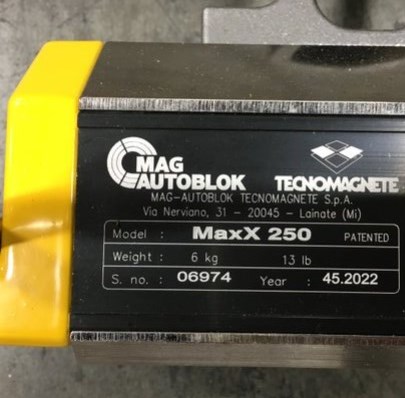 MAG
AUTOBLOK TECNOMAGNETE
MAG-AUTOBLOK TECNOMAGNETE S.p.A.
Via Nerviano, 31 - 20045 - Lainate (Mi)
Model : MaxX 250 PATENTED
Weight : 6 kg 13 lb
S. no. : 06974 Year : 45.2022